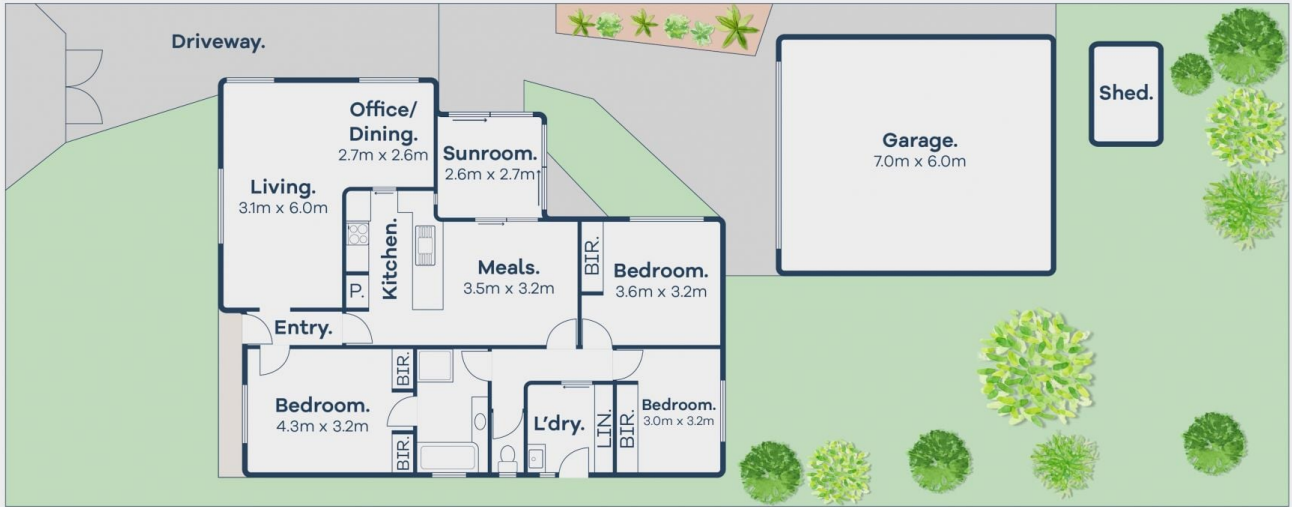 Driveway.
Office/
Dining.
2.7m x 2.6m
Sunroom.
2.6m x 2.7m
Living.
3.1m x 6.0m
Garage.
7.0m x 6.0m
Shed.
Kitchen.
P.
Meals.
3.5m x 3.2m
BIR.
Bedroom.
3.6m x 3.2m
Entry.
Bedroom.
4.3m x 3.2m
BIR.
BIR.
L'dry.
LIN.
BIR.
Bedroom.
3.0m x 3.2m